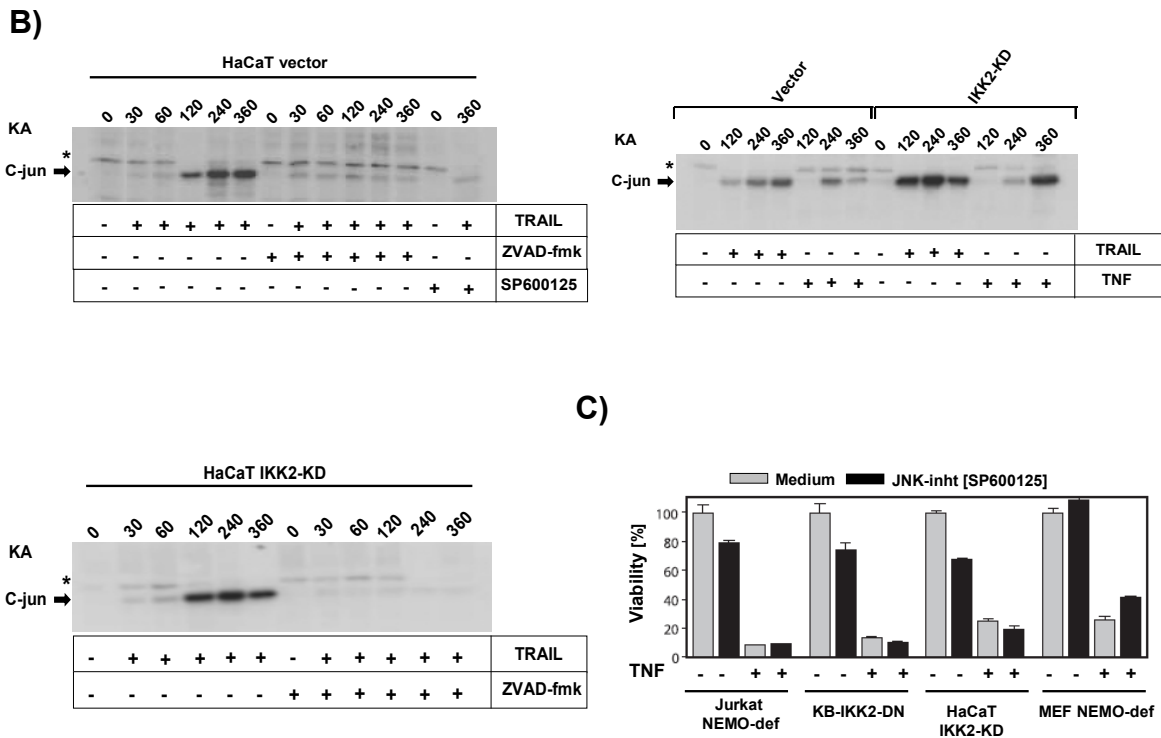 B)
HaCaT vector
0 30 60 120 240 360 0 30 60 120 240 360 0 360
KA
*
C-jun
- + + + + + - + + + + + - + TRAIL
- - - - - - + + + + + + - - ZVAD-fmk
- - - - - - - - - - - - + + SP600125
Vector IKK2-KD
0 120 240 360 120 240 360 0 120 240 360 120 240 360
KA
*
C-jun
- + + + - - - - + + + - - - TRAIL
- - - - + + + - - - - + + + TNF
HaCaT IKK2-KD
0 30 60 120 240 360 0 30 60 120 240 360
KA
*
C-jun
- + + + + + - + + + + + TRAIL
- - - - - - + + + + + + ZVAD-fmk
C)
Medium JNK-inht [SP600125]
Viability [%]
100
80
60
40
20
0
TNF - - + + - - + + - - + + - - + +
Jurkat NEMO-def
KB-IKK2-DN
HaCaT IKK2-KD
MEF NEMO-def